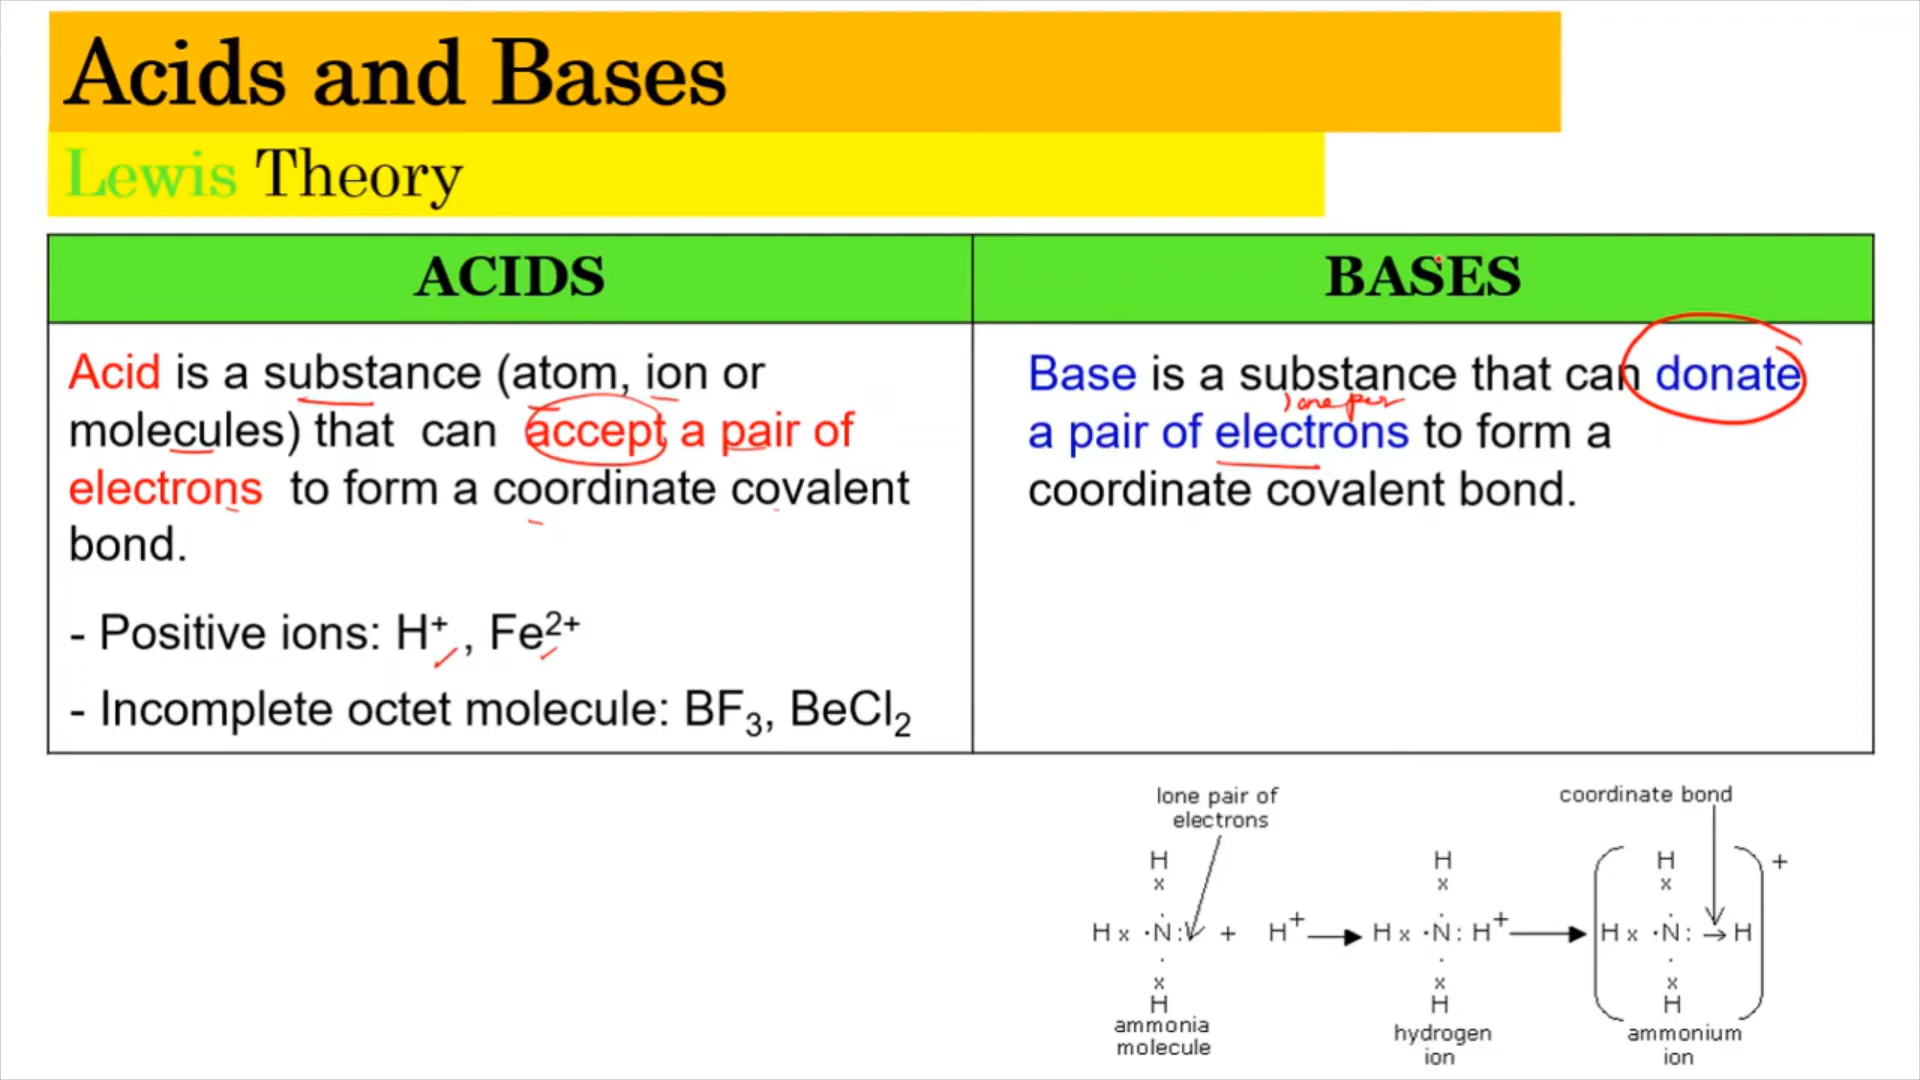 Acids and Bases
Lewis Theory
ACIDS
BASES
Acid is a substance (atom, ion or
molecules) that can accept a pair of
electrons to form a coordinate covalent
bond.
- Positive ions: H⁺ , Fe²⁺
- Incomplete octet molecule: BF₃, BeCl₂
Base is a substance that can donate
a pair of electrons to form a
coordinate covalent bond.
lone pair of
electrons
coordinate bond
H H H +
x x x
H x ·N: + H⁺ H x ·N: H⁺ H x ·N: → H
x x x
H H H
ammonia
molecule
hydrogen
ion
ammonium
ion